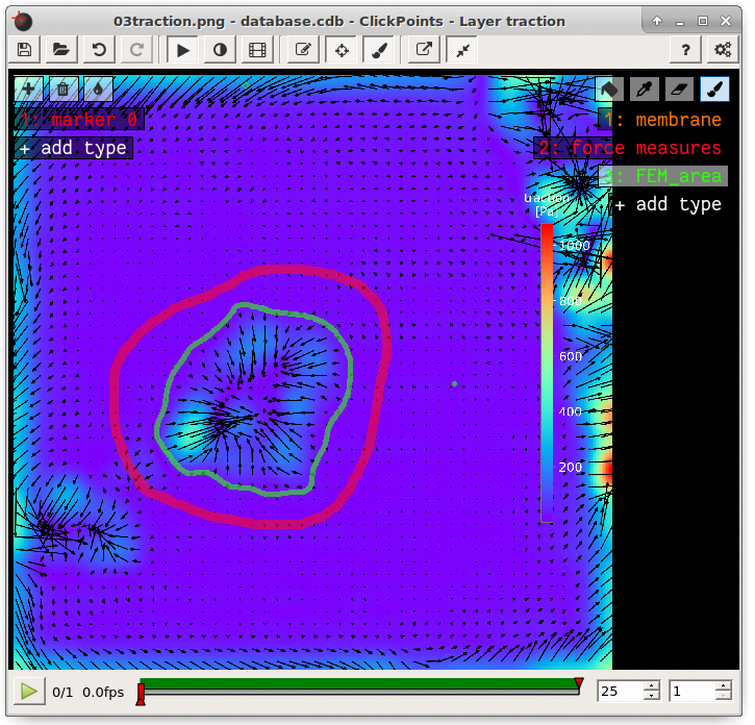 03traction.png - database.cdb - ClickPoints - Layer traction
?
1: marker 0
+ add type
1: membrane
2: force measures
3: FEM_area
+ add type
traction
[Pa]
1000
800
600
400
200
0/1 0.0fps
25
1